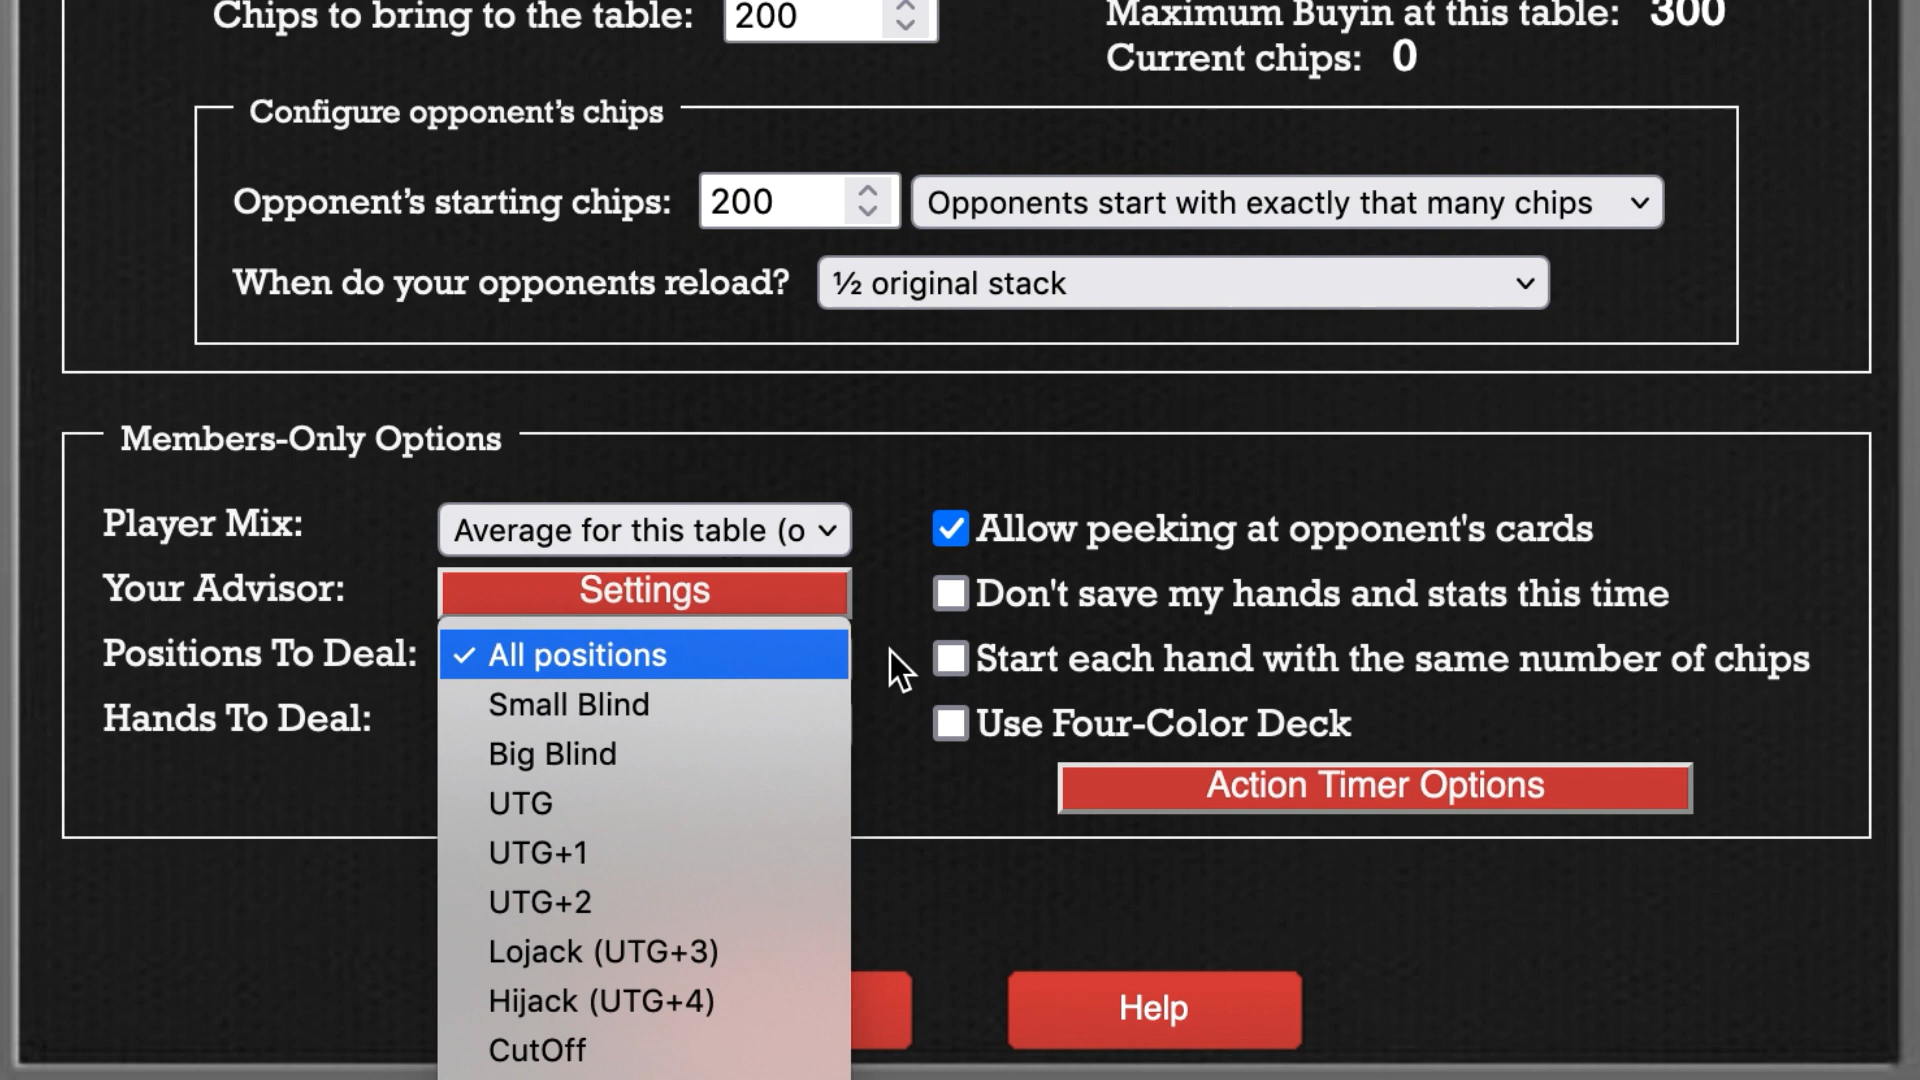 Chips to bring to the table: 200
Maximum Buyin at this table: 300
Current chips: 0
Configure opponent's chips
Opponent's starting chips: 200 Opponents start with exactly that many chips
When do your opponents reload? ½ original stack
Members-Only Options
Player Mix: Average for this table (o
Your Advisor: Settings
Positions To Deal:
Hands To Deal:
✓ All positions
Small Blind
Big Blind
UTG
UTG+1
UTG+2
Lojack (UTG+3)
Hijack (UTG+4)
CutOff
Allow peeking at opponent's cards
Don't save my hands and stats this time
Start each hand with the same number of chips
Use Four-Color Deck
Action Timer Options
Help